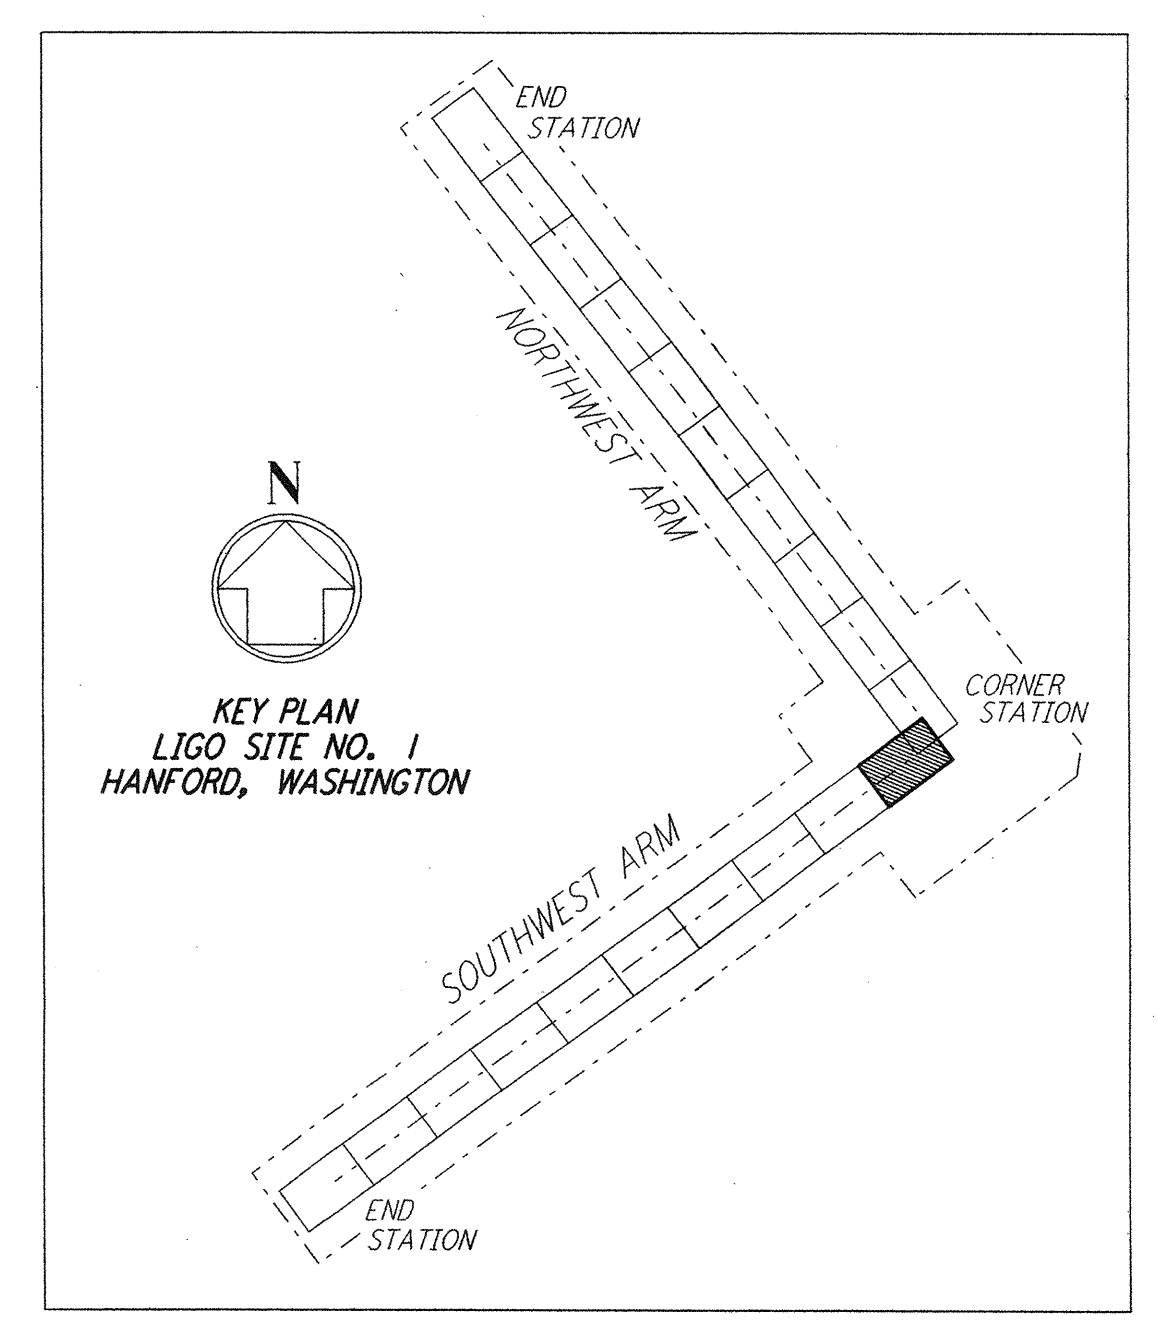 END
STATION
NORTHWEST ARM
N
CORNER
STATION
KEY PLAN
LIGO SITE NO. 1
HANFORD, WASHINGTON
SOUTHWEST ARM
END
STATION